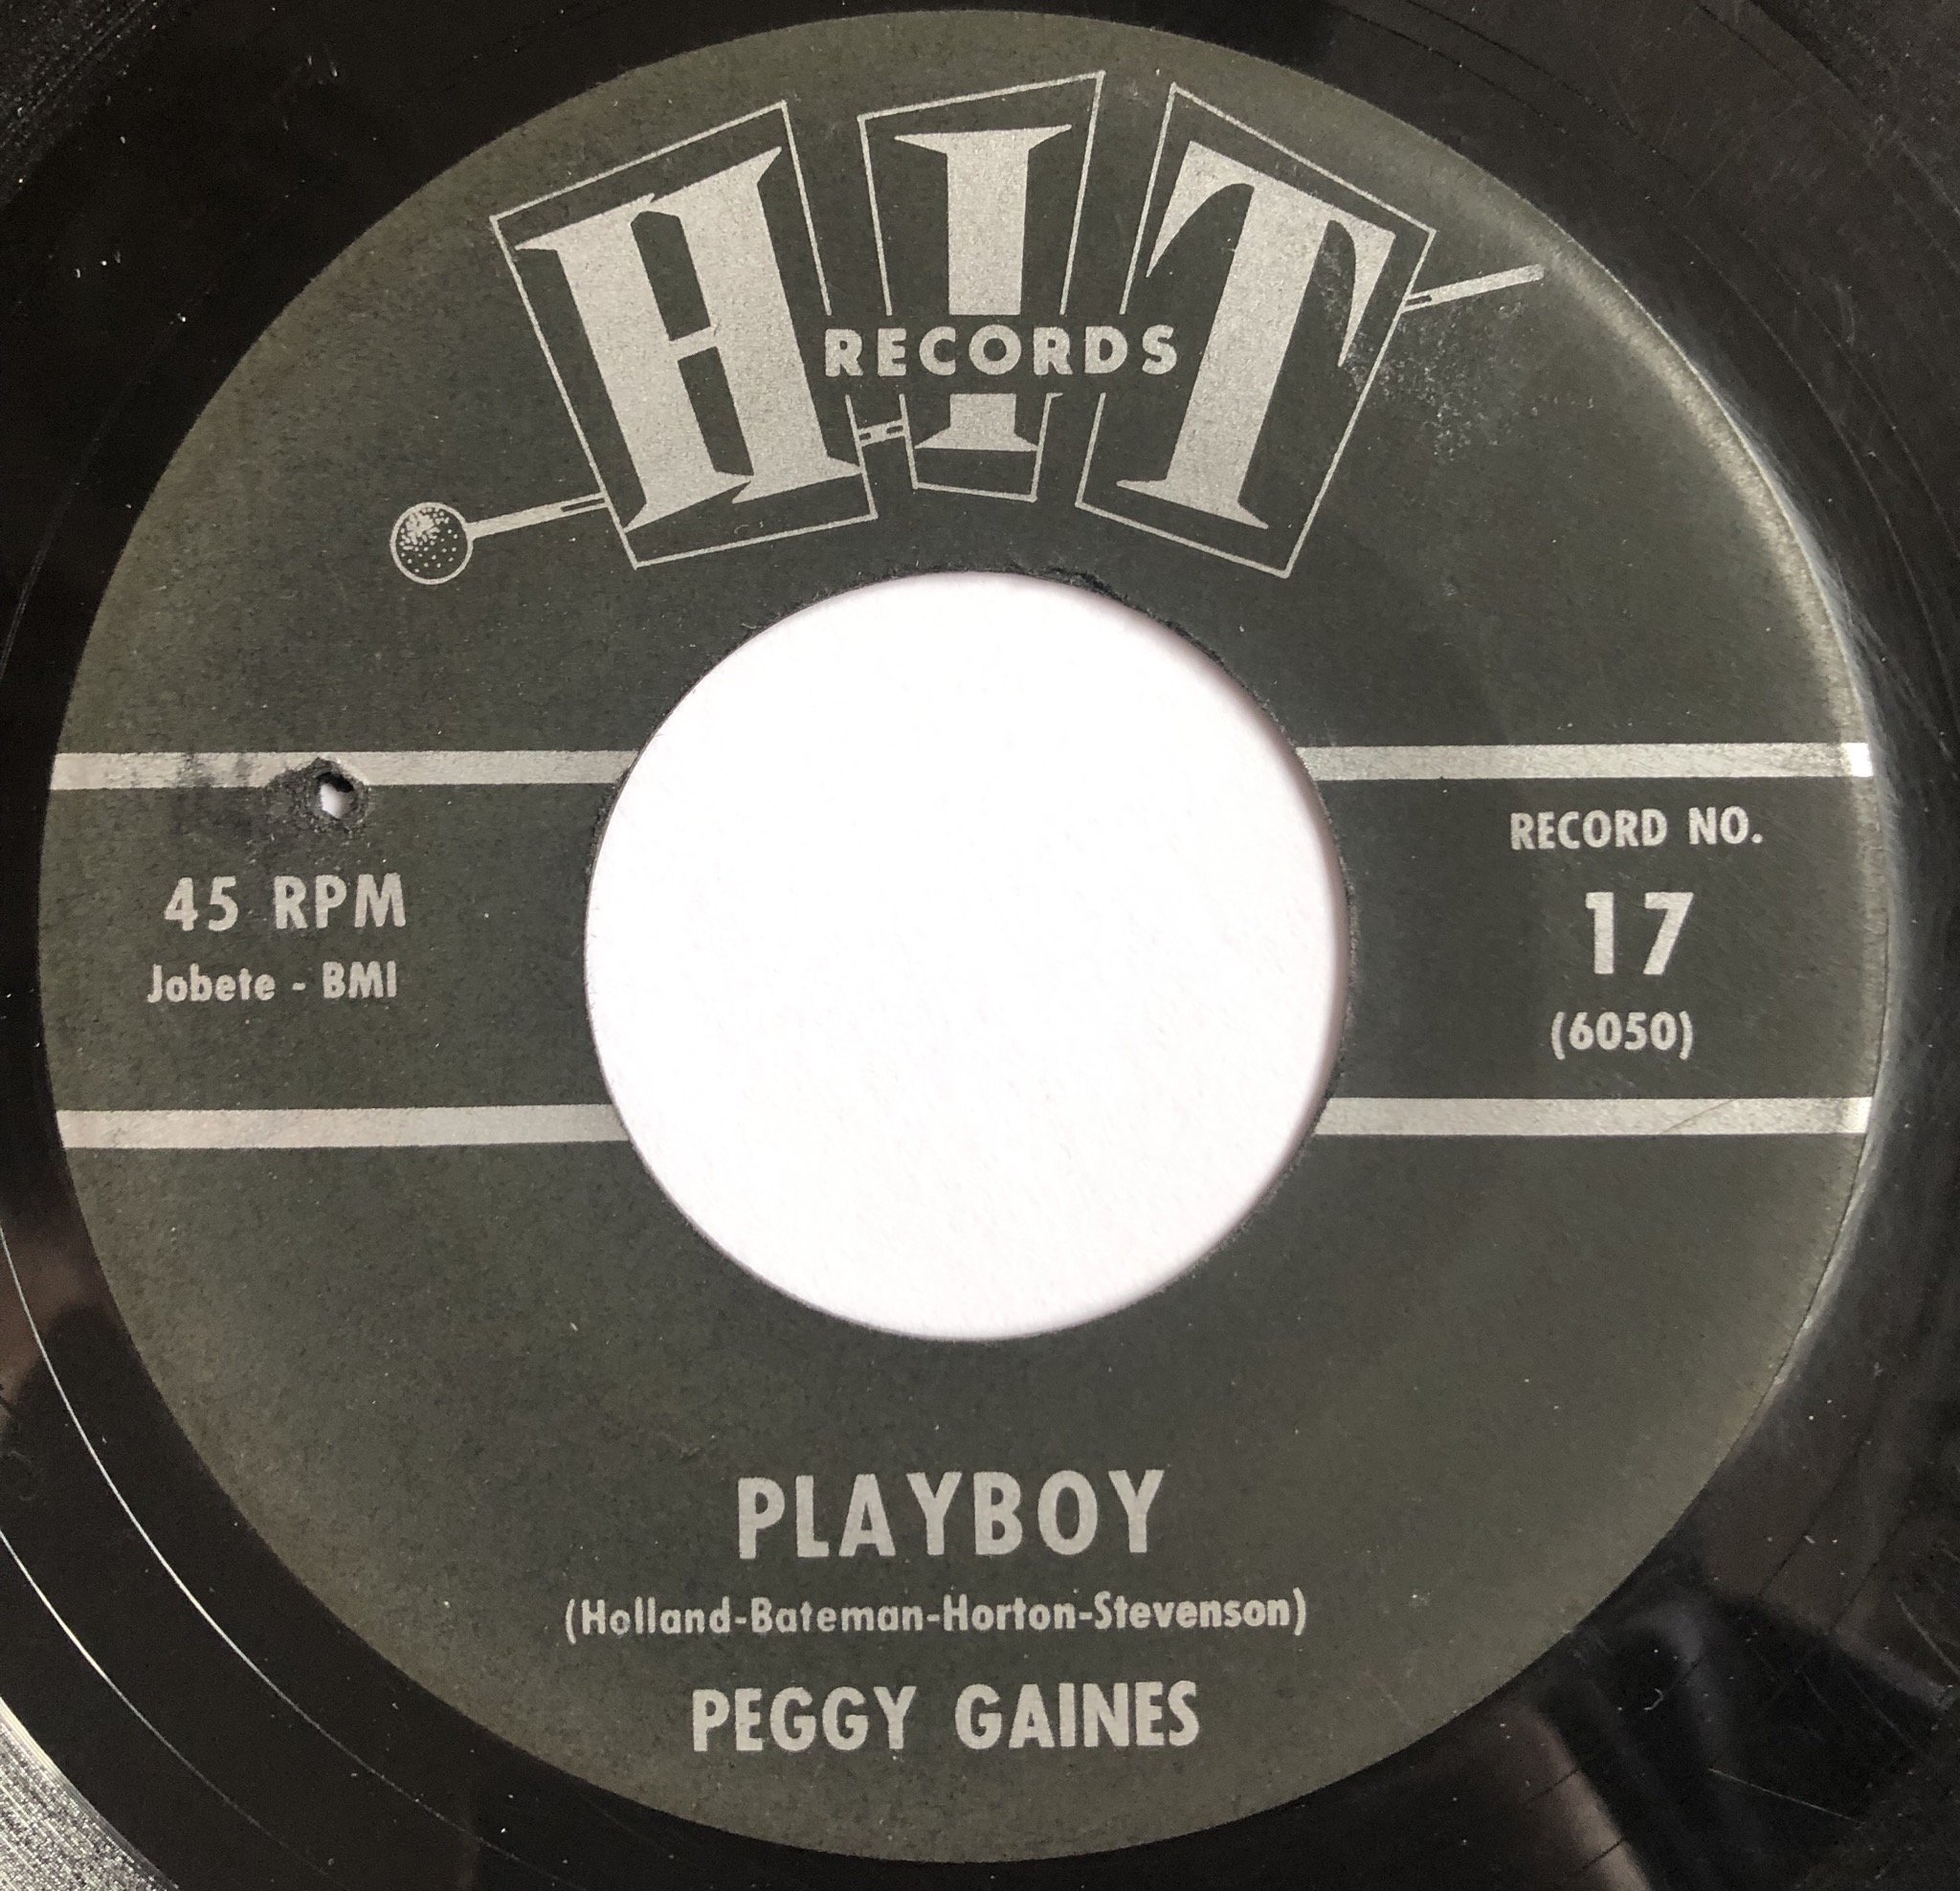 HIT
RECORDS
45 RPM
Jobete - BMI
RECORD NO.
17
(6050)
PLAYBOY
(Holland-Bateman-Horton-Stevenson)
PEGGY GAINES